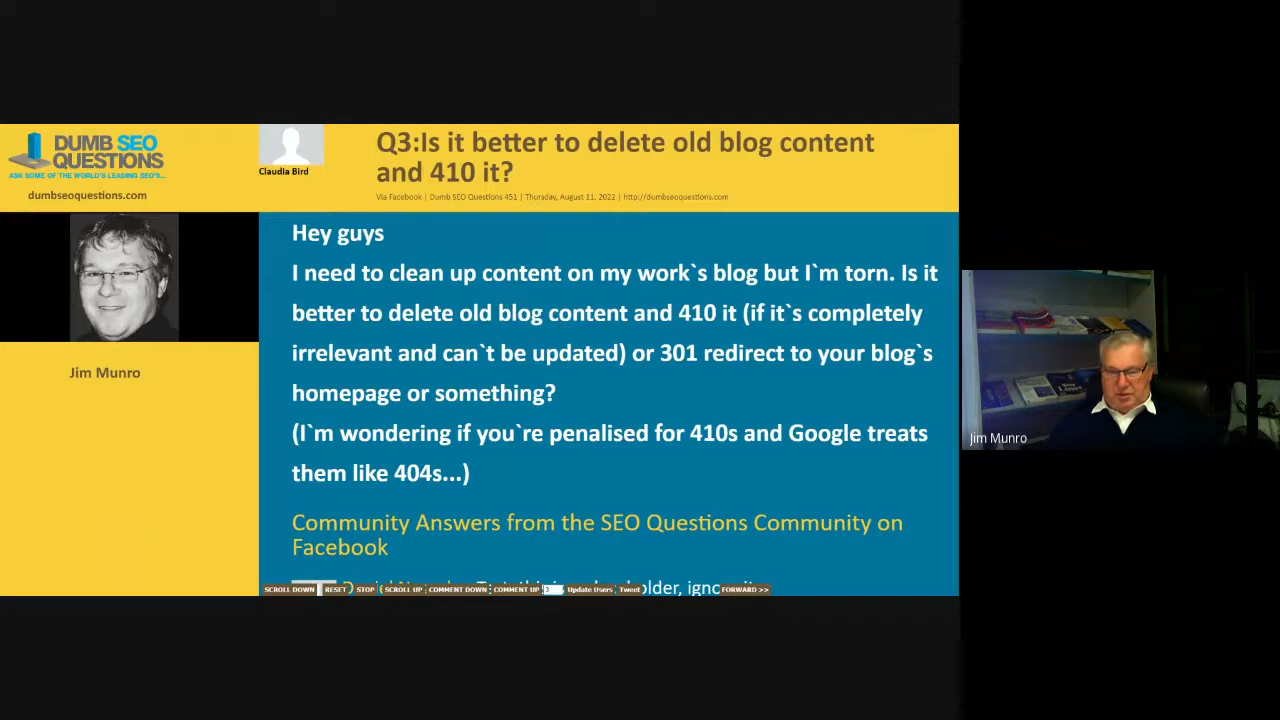 DUMB SEO
QUESTIONS
ASK SOME OF THE WORLD'S LEADING SEO'S...
dumbseoquestions.com
Claudia Bird
Q3:Is it better to delete old blog content
and 410 it?
Via Facebook | Dumb SEO Questions 451 | Thursday, August 11, 2022 | http://dumbseoquestions.com
Jim Munro
Hey guys
I need to clean up content on my work`s blog but I`m torn. Is it
better to delete old blog content and 410 it (if it`s completely
irrelevant and can`t be updated) or 301 redirect to your blog`s
homepage or something?
(I`m wondering if you`re penalised for 410s and Google treats
them like 404s...)
Community Answers from the SEO Questions Community on
Facebook
SCROLL DOWN RESET STOP SCROLL UP COMMENT DOWN COMMENT UP 3 Update Users Tweet FORWARD >>
Jim Munro